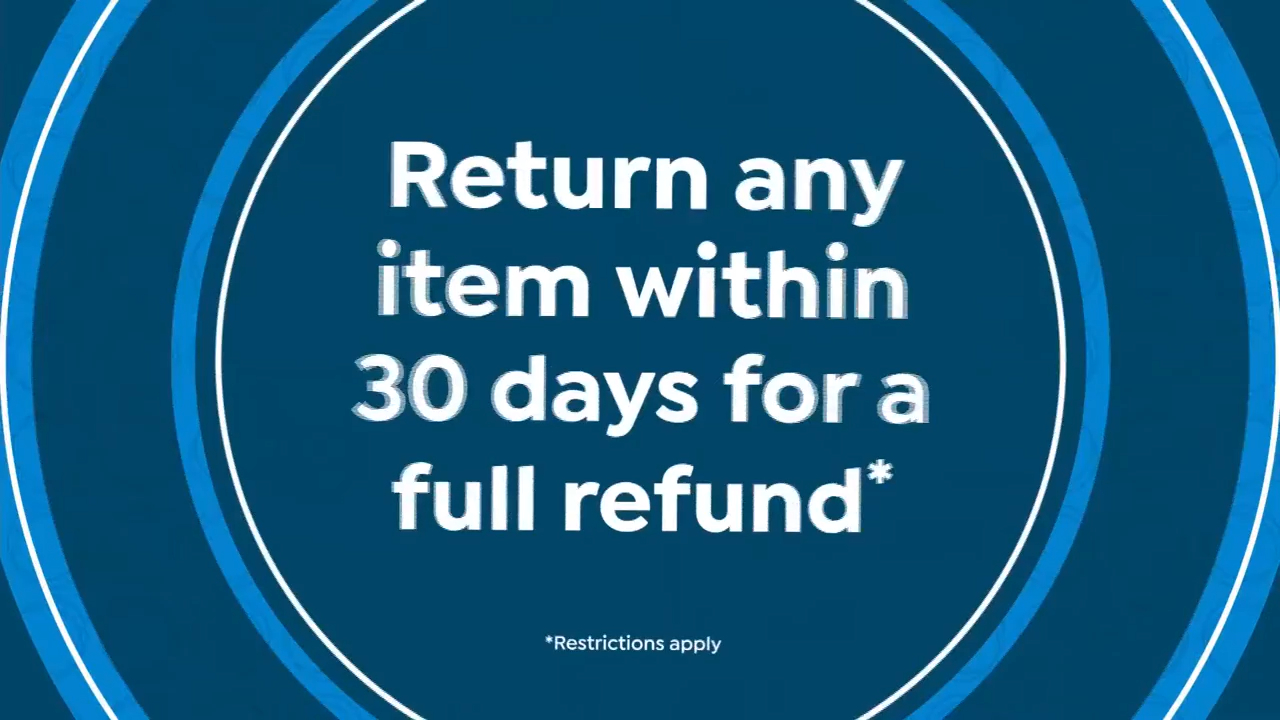 Return any
item within
30 days for a
full refund*
*Restrictions apply